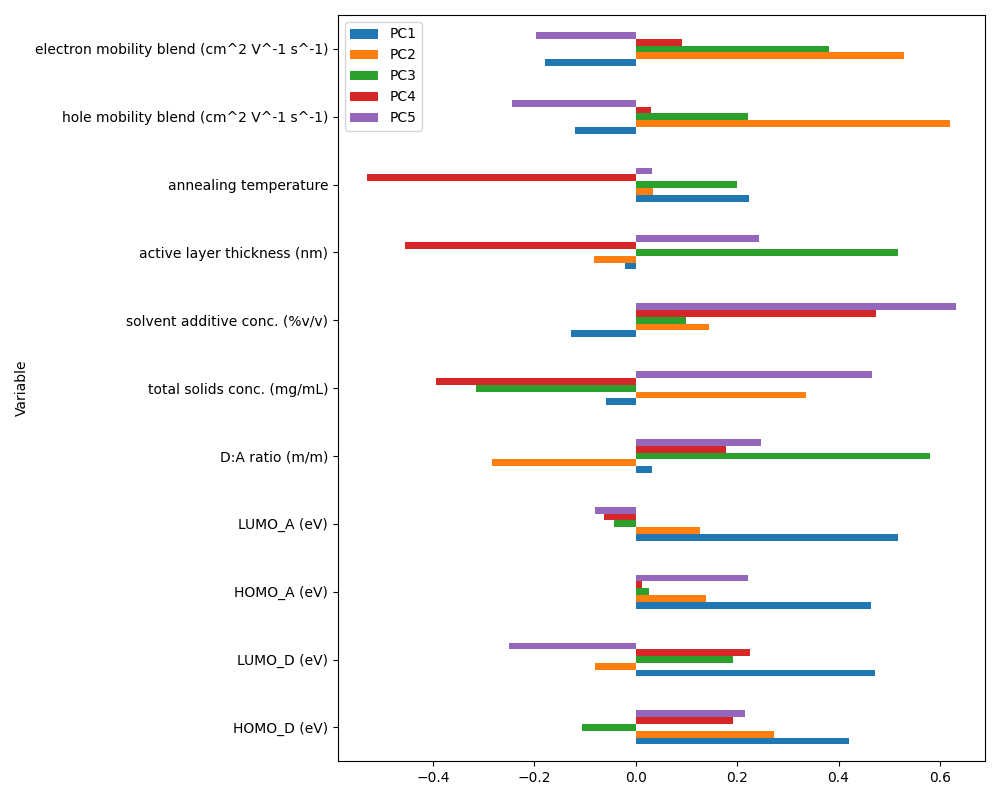 PC1
PC2
PC3
PC4
PC5
electron mobility blend (cm^2 V^-1 s^-1)
hole mobility blend (cm^2 V^-1 s^-1)
annealing temperature
active layer thickness (nm)
solvent additive conc. (%v/v)
total solids conc. (mg/mL)
D:A ratio (m/m)
LUMO_A (eV)
HOMO_A (eV)
LUMO_D (eV)
HOMO_D (eV)
Variable
−0.4 −0.2 0.0 0.2 0.4 0.6